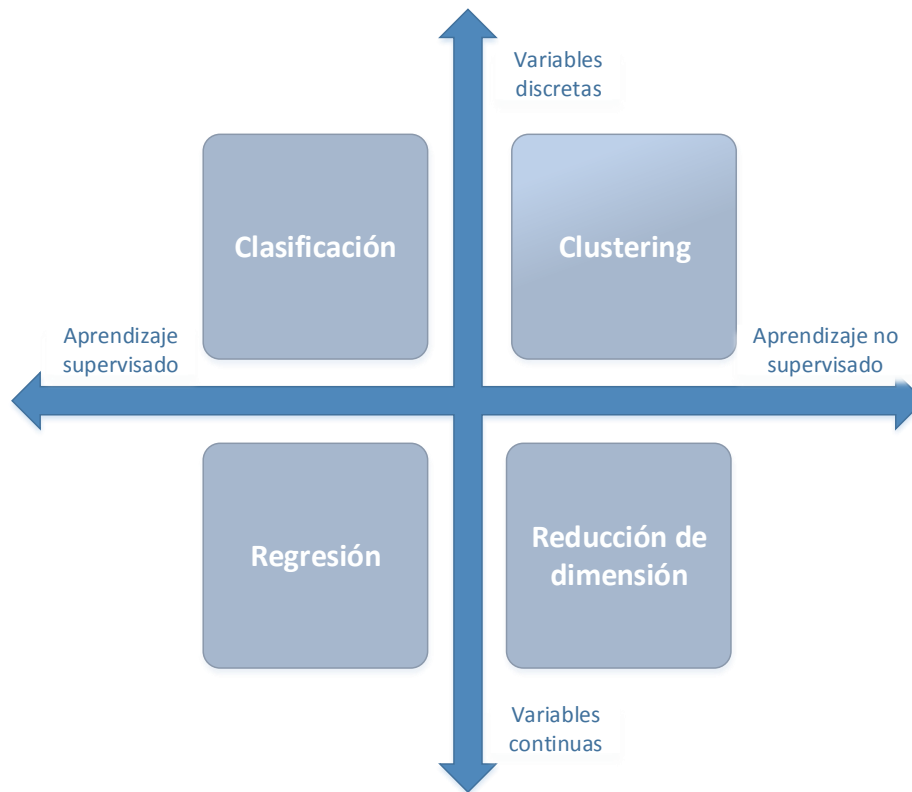 Variables
discretas
Clasificación
Clustering
Aprendizaje
supervisado
Aprendizaje no
supervisado
Regresión
Reducción de
dimensión
Variables
continuas